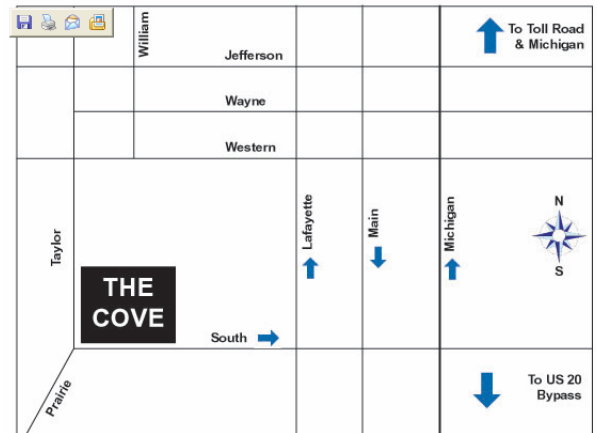 William
To Toll Road
& Michigan
Jefferson
Wayne
Western
N
S
Taylor
Lafayette
Main
Michigan
THE
COVE
South
Prairie
To US 20
Bypass